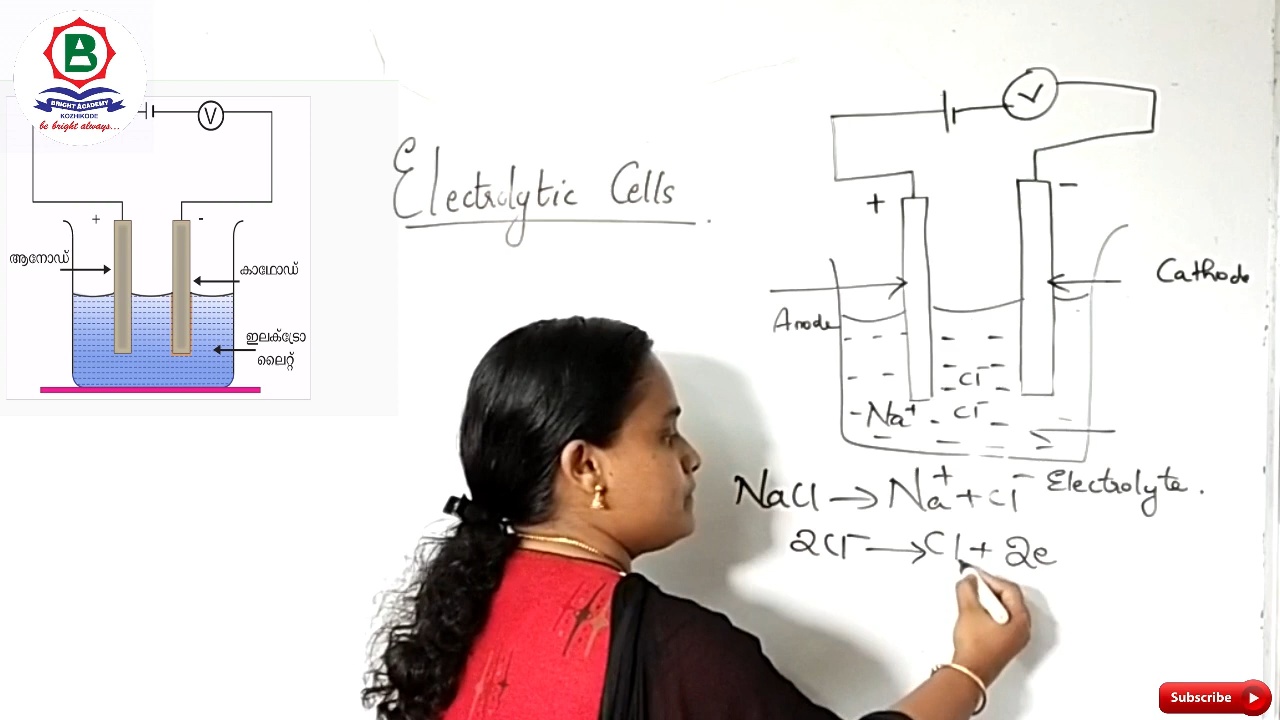 B
BRIGHT ACADEMY
KOZHIKODE
be bright always...
V
+ -
ആനോഡ്
കാഥോഡ്
ഇലക്ട്രോ
ലൈറ്റ്
Electrolytic Cells.
V
+ -
Cathode
Anode
Cl⁻
Na⁺ Cl⁻
NaCl → Na⁺ + Cl⁻
Electrolyte.
2Cl⁻ → Cl + 2e
Subscribe